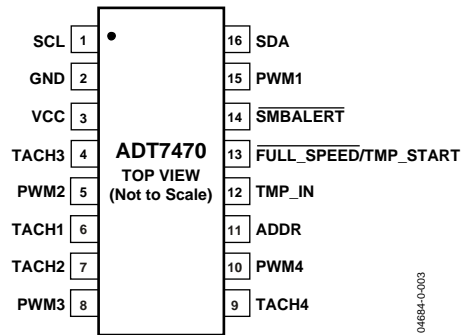 SCL 1
GND 2
VCC 3
TACH3 4
PWM2 5
TACH1 6
TACH2 7
PWM3 8
ADT7470
TOP VIEW
(Not to Scale)
16 SDA
15 PWM1
14 SMBALERT
13 FULL_SPEED/TMP_START
12 TMP_IN
11 ADDR
10 PWM4
9 TACH4
04684-0-003